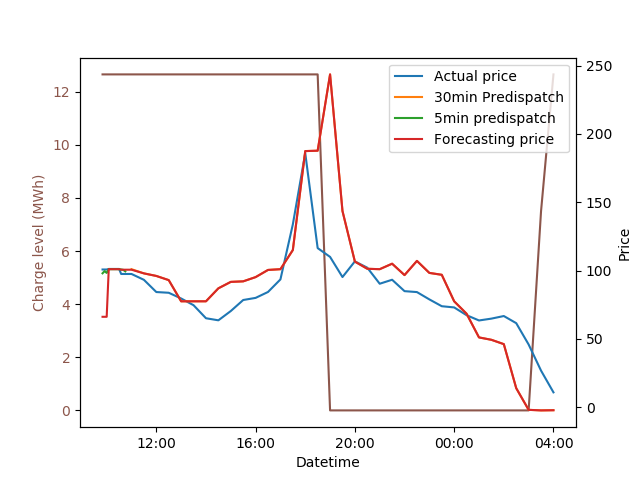 Actual price
30min Predispatch
5min predispatch
Forecasting price
Charge level (MWh)
12
10
8
6
4
2
0
250
200
150
100
50
0
Price
12:00
16:00
20:00
00:00
04:00
Datetime